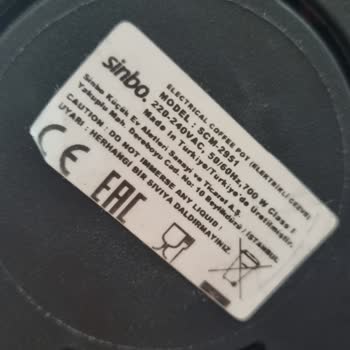 sinbo.
ELECTRICAL COFFEE POT (ELEKTRİKLİ CEZVE)
MODEL : SCM-2951
220-240VAC, 50/60Hz, 700 W Class I
Made in Turkiye/Turkiye'de Üretilmiştir.
Sinbo Küçük Ev Aletleri Sanayi ve Ticaret A.Ş.
Yakuplu Mah. Dereboyu Cad. No: 10 Beylikdüzü / İSTANBUL
CAUTION : DO NOT IMMERSE ANY LIQUID !
UYARI : HERHANGİ BİR SIVIYA DALDIRMAYINIZ.
CE EAC